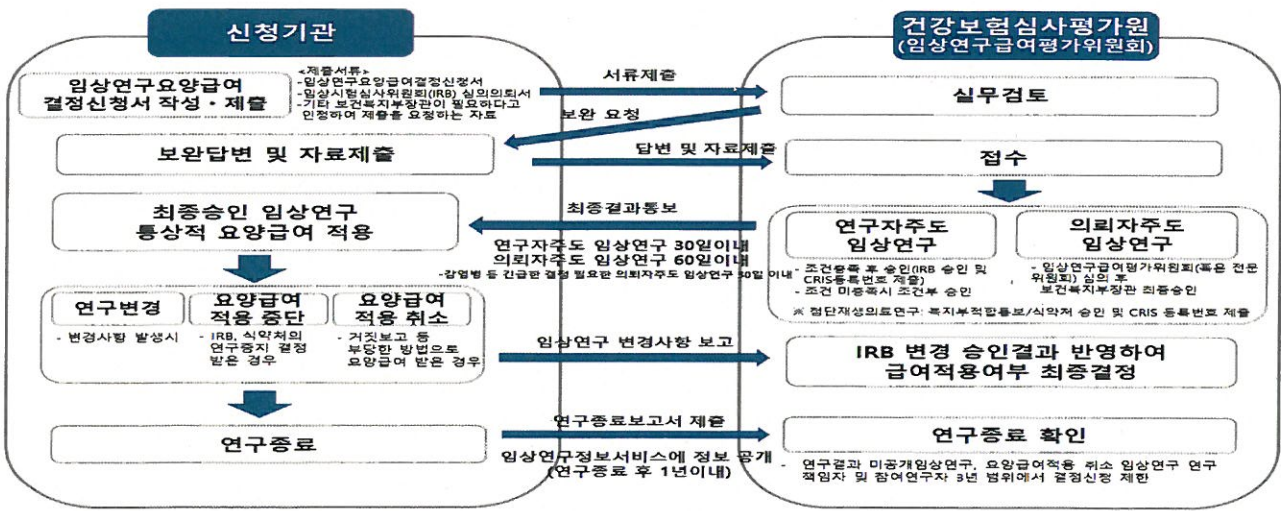 신청기관
건강보험심사평가원
(임상연구급여평가위원회)
임상연구요양급여
결정신청서 작성・제출
<제출서류>
-임상연구요양급여결정신청서
-임상시험심사위원회(IRB) 심의의뢰서
-기타 보건복지부장관이 필요하다고
인정하여 제출을 요청하는 자료
서류제출
실무검토
보완 요청
보완답변 및 자료제출
답변 및 자료제출
접수
최종승인 임상연구
통상적 요양급여 적용
최종결과통보
연구자주도 임상연구 30일이내
의뢰자주도 임상연구 60일이내
-감염병 등 긴급한 결정 필요한 의뢰자주도 임상연구 30일 이내
연구자주도
임상연구
- 조건충족 후 승인(IRB 승인 및
CRIS등록번호 제출)
- 조건 미충족시 조건부 승인
의뢰자주도
임상연구
- 임상연구급여평가위원회(혹은 전문
위원회) 심의 후
보건복지부장관 최종승인
※ 첨단재생의료연구: 복지부적합통보/식약처 승인 및 CRIS 등록번호 제출
연구변경
- 변경사항 발생시
요양급여
적용 중단
- IRB, 식약처의
연구중지 결정
받은 경우
요양급여
적용 취소
- 거짓보고 등
부당한 방법으로
요양급여 받은 경우
임상연구 변경사항 보고
IRB 변경 승인결과 반영하여
급여적용여부 최종결정
연구종료
연구종료보고서 제출
임상연구정보서비스에 정보 공개
(연구종료 후 1년이내)
연구종료 확인
- 연구결과 미공개임상연구, 요양급여적용 취소 임상연구 연구
책임자 및 참여연구자 3년 범위에서 결정신청 제한